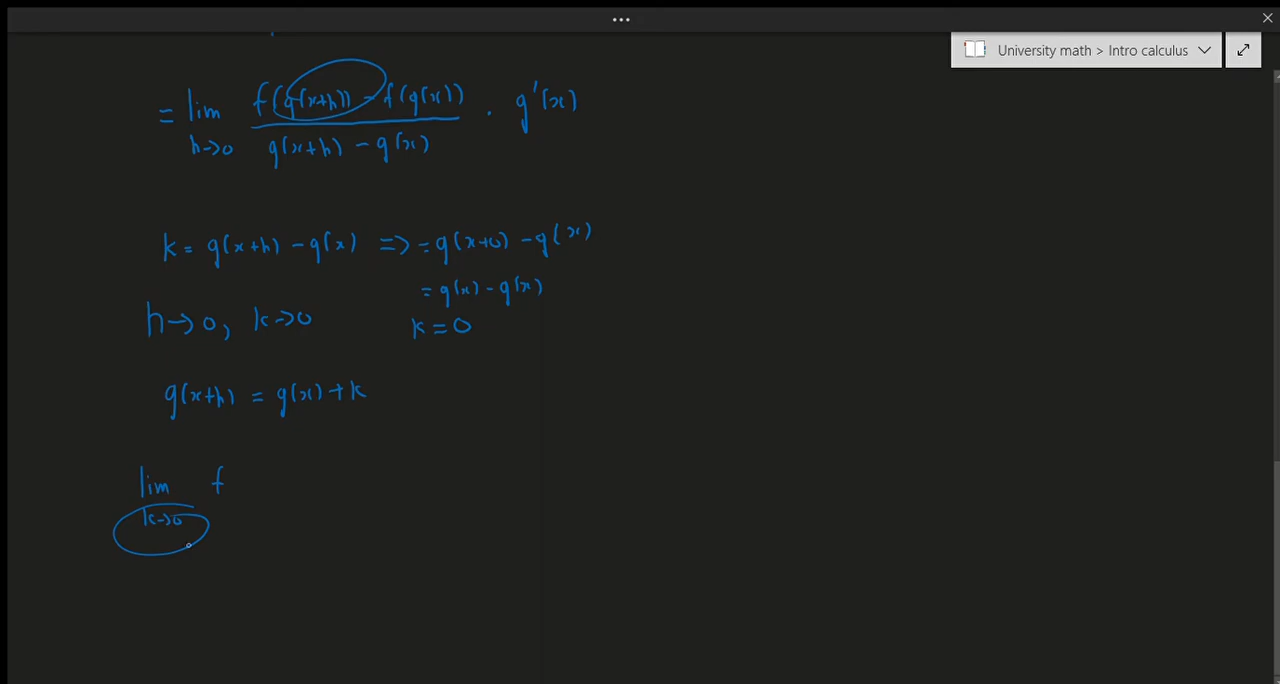 University math > Intro calculus
= lim h→0 f(g(x+h)) - f(g(x)) / g(x+h) - g(x) · g'(x)
k = g(x+h) - g(x) => = g(x+0) - g(x)
= g(x) - g(x)
h→0, k→0
k = 0
g(x+h) = g(x) + k
lim f
k→0